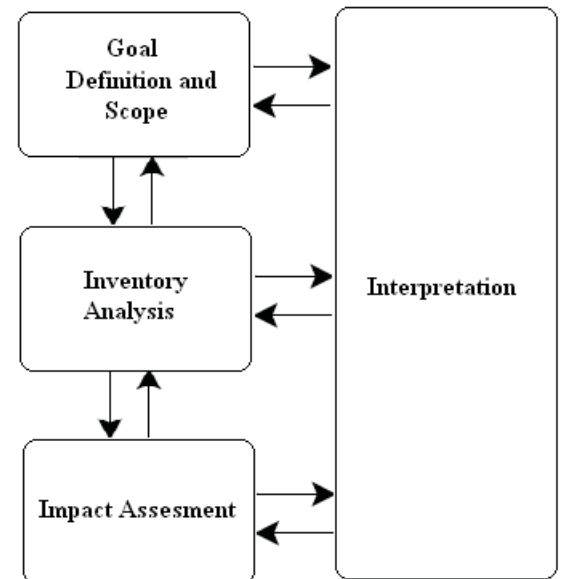 Goal
Definition and
Scope
Inventory
Analysis
Interpretation
Impact Assesment